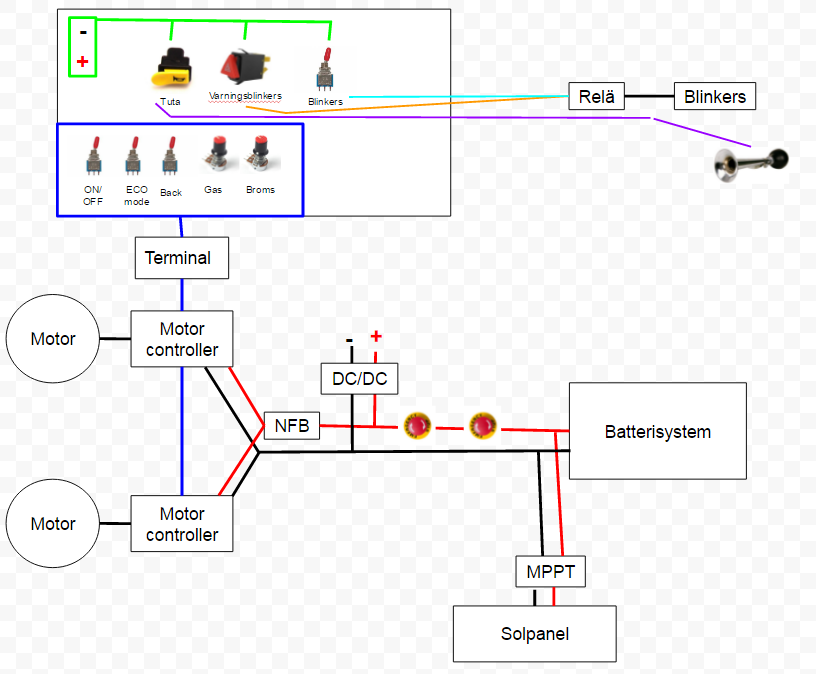 -
+
Tuta
Varningsblinkers
Blinkers
Relä
Blinkers
ON/
OFF
ECO
mode
Back
Gas
Broms
Terminal
Motor
Motor
controller
-
+
DC/DC
NFB
Batterisystem
Motor
Motor
controller
MPPT
Solpanel